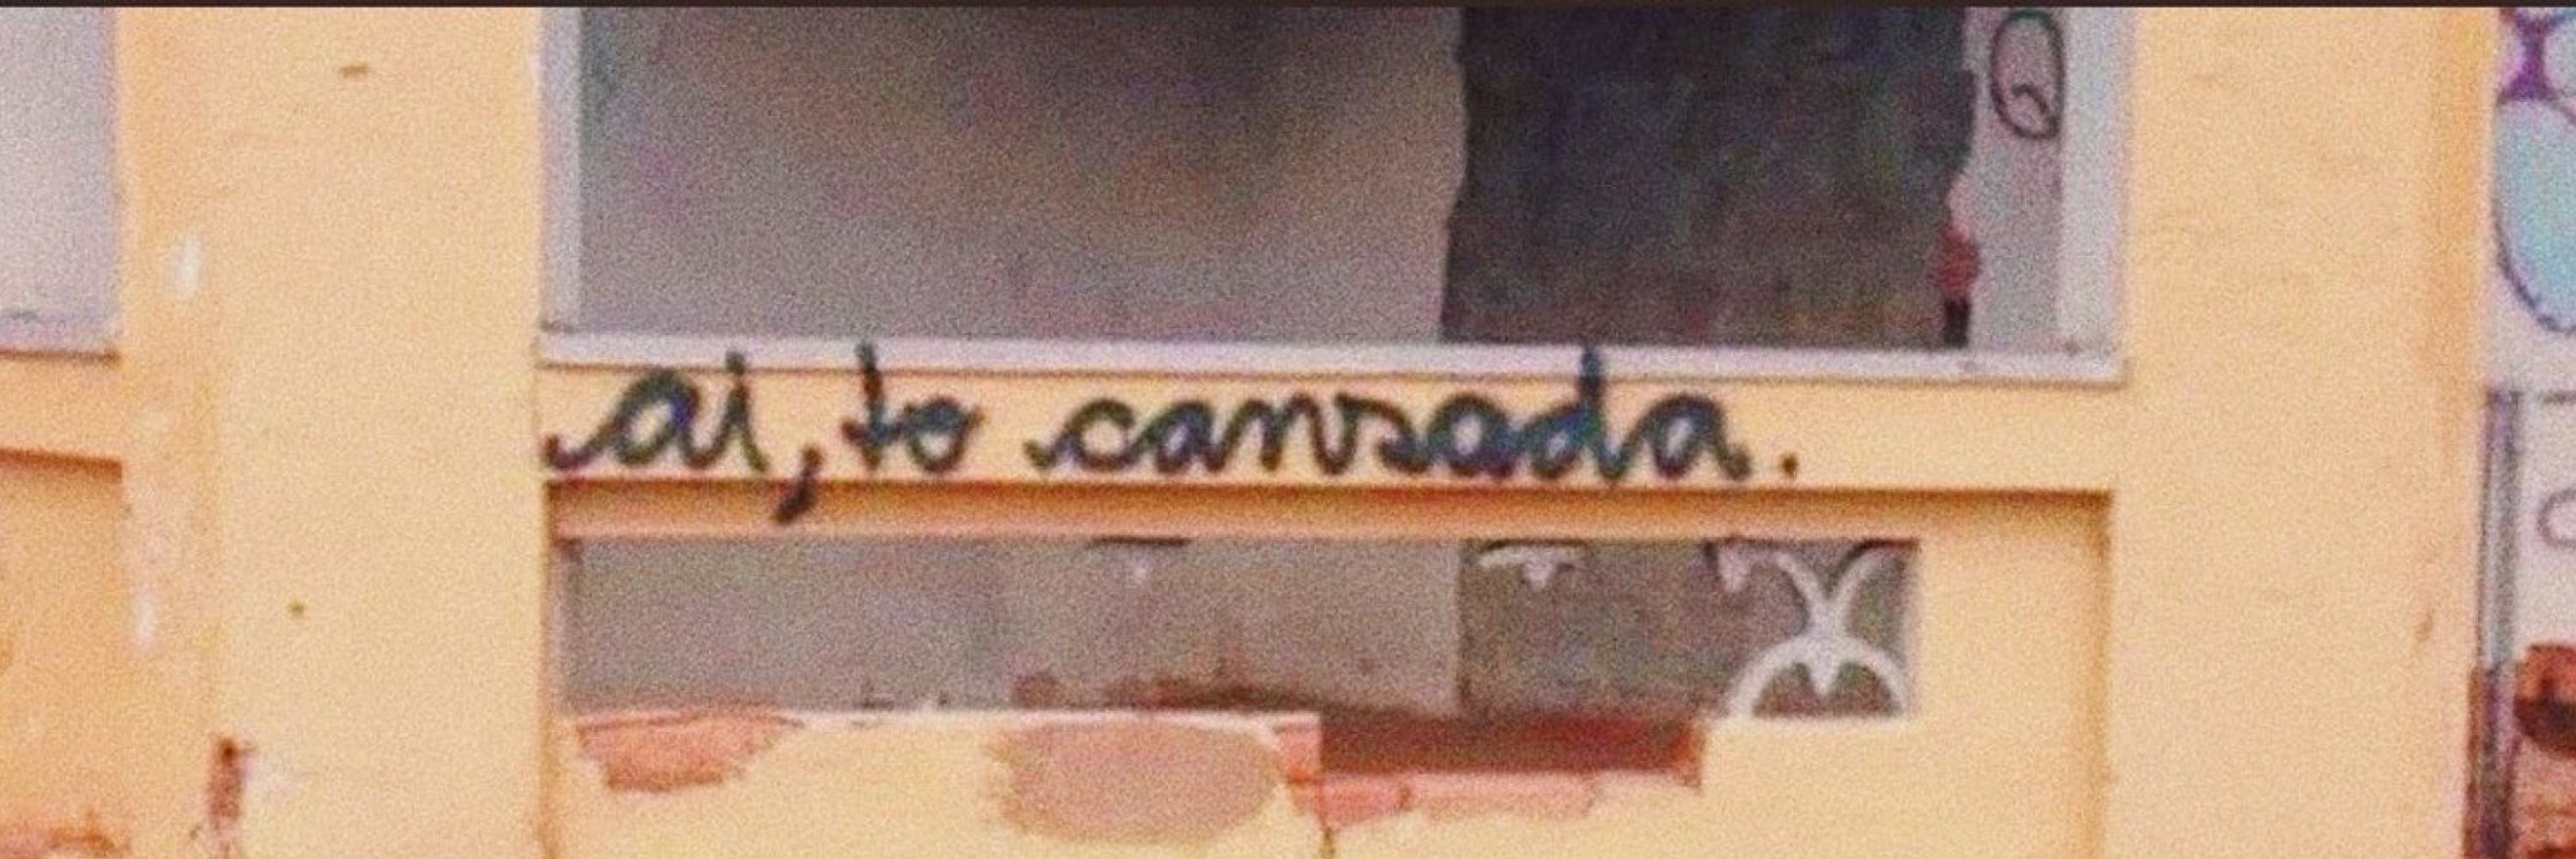 Q
ai, to cansada.